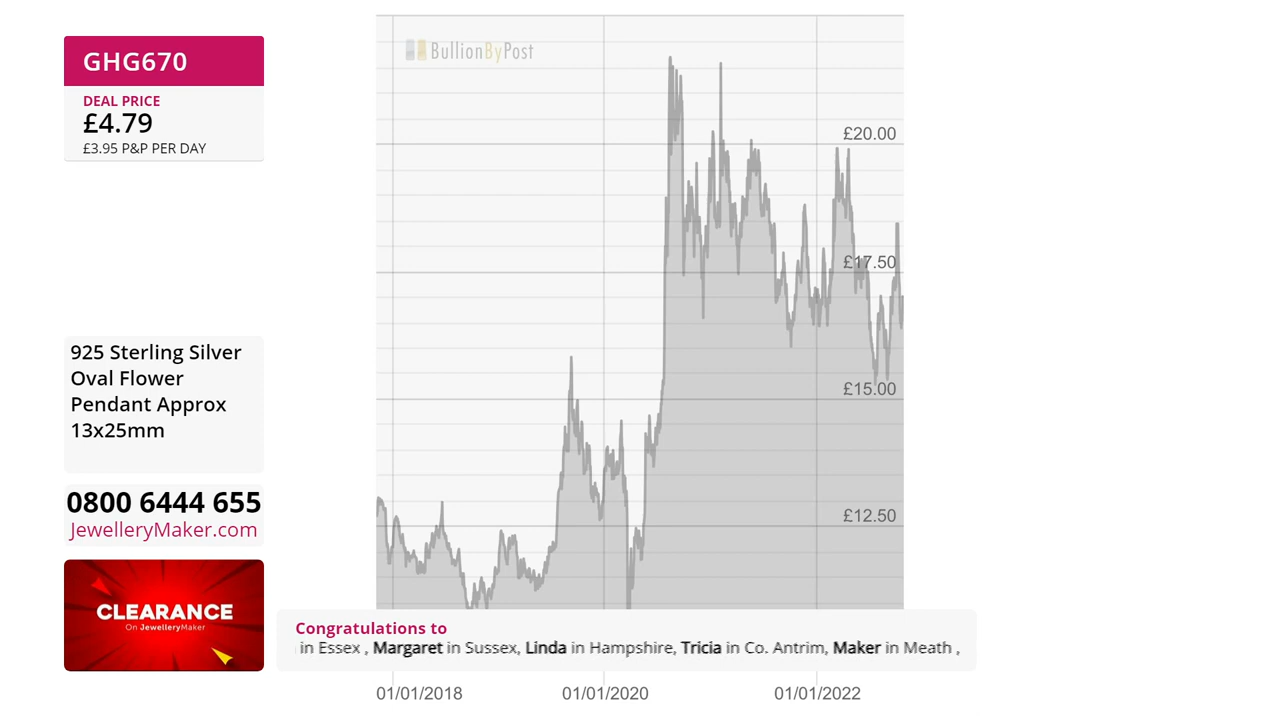 GHG670
DEAL PRICE
£4.79
£3.95 P&P PER DAY
925 Sterling Silver
Oval Flower
Pendant Approx
13x25mm
0800 6444 655
JewelleryMaker.com
CLEARANCE
On JewelleryMaker
BullionByPost
£20.00
£17.50
£15.00
£12.50
Congratulations to
in Essex , Margaret in Sussex, Linda in Hampshire, Tricia in Co. Antrim, Maker in Meath ,
01/01/2018
01/01/2020
01/01/2022